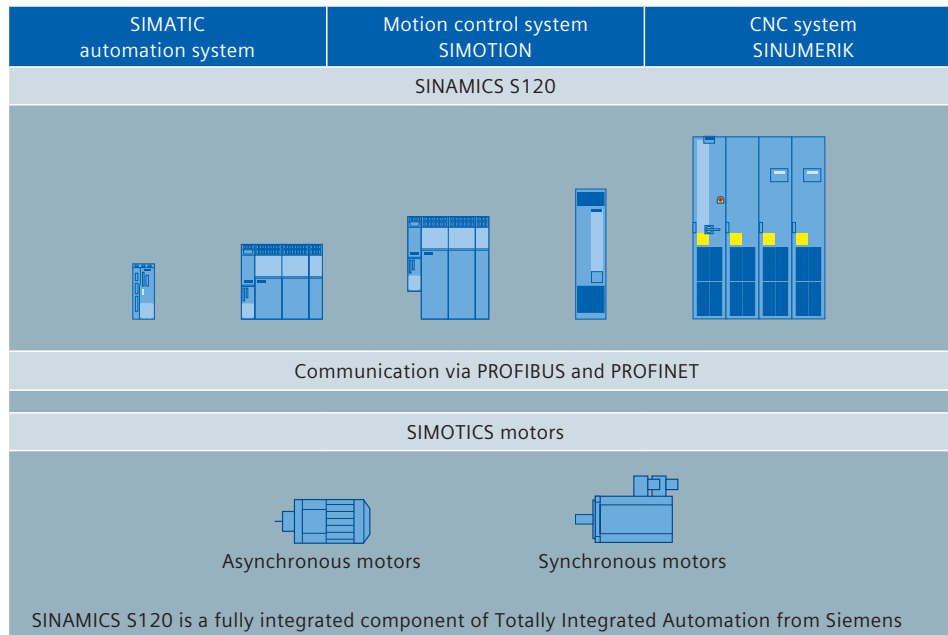 SIMATIC
automation system
Motion control system
SIMOTION
CNC system
SINUMERIK
SINAMICS S120
Communication via PROFIBUS and PROFINET
SIMOTICS motors
Asynchronous motors
Synchronous motors
SINAMICS S120 is a fully integrated component of Totally Integrated Automation from Siemens